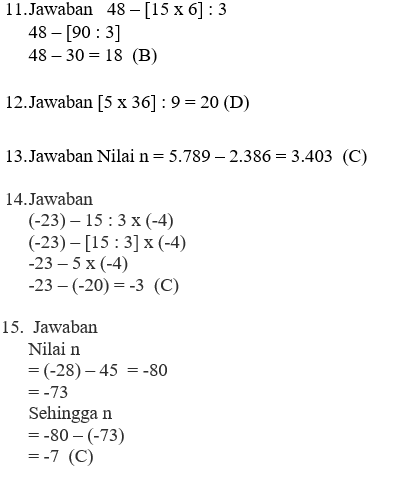 11.Jawaban 48 – [15 x 6] : 3
48 – [90 : 3]
48 – 30 = 18 (B)
12.Jawaban [5 x 36] : 9 = 20 (D)
13.Jawaban Nilai n = 5.789 – 2.386 = 3.403 (C)
14.Jawaban
(-23) – 15 : 3 x (-4)
(-23) – [15 : 3] x (-4)
-23 – 5 x (-4)
-23 – (-20) = -3 (C)
15. Jawaban
Nilai n
= (-28) – 45 = -80
= -73
Sehingga n
= -80 – (-73)
= -7 (C)